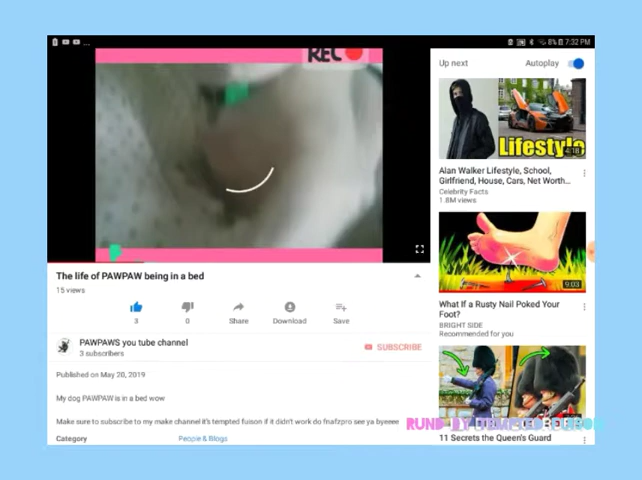 ... 8% 7:32 PM
REC
Up next Autoplay
Lifestyle
4:18
Alan Walker Lifestyle, School,
Girlfriend, House, Cars, Net Worth...
Celebrity Facts
1.8M views
9:03
What If a Rusty Nail Poked Your
Foot?
BRIGHT SIDE
Recommended for you
11 Secrets the Queen's Guard
The life of PAWPAW being in a bed
15 views
3 0 Share Download Save
PAWPAWS you tube channel
3 subscribers
SUBSCRIBE
Published on May 20, 2019
My dog PAWPAW is in a bed wow
Make sure to subscribe to my make channel it's tempted fuison if it didn't work do fnafzpro see ya byeeee
Category People & Blogs
RUND BY